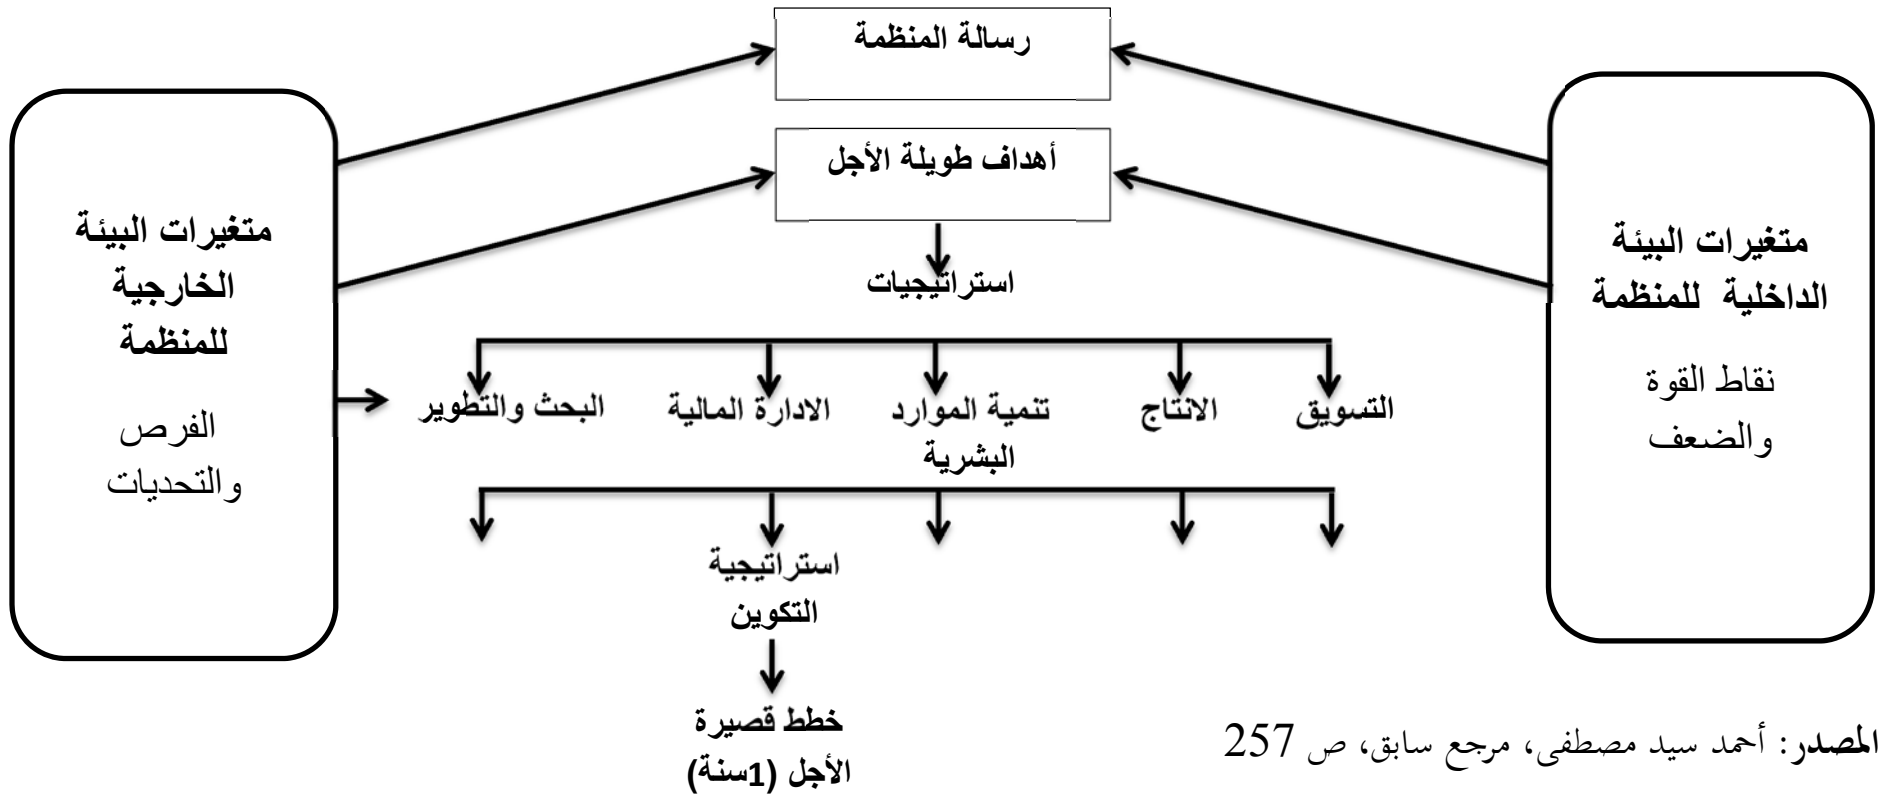 رسالة المنظمة
أهداف طويلة الأجل
متغيرات البيئة
الداخلية للمنظمة
نقاط القوة
والضعف
متغيرات البيئة
الخارجية
للمنظمة
الفرص
والتحديات
استراتيجيات
التسويق
الانتاج
تنمية الموارد
البشرية
الادارة المالية
البحث والتطوير
استراتيجية
التكوين
خطط قصيرة
الأجل (1سنة)
المصدر: أحمد سيد مصطفى، مرجع سابق، ص 257